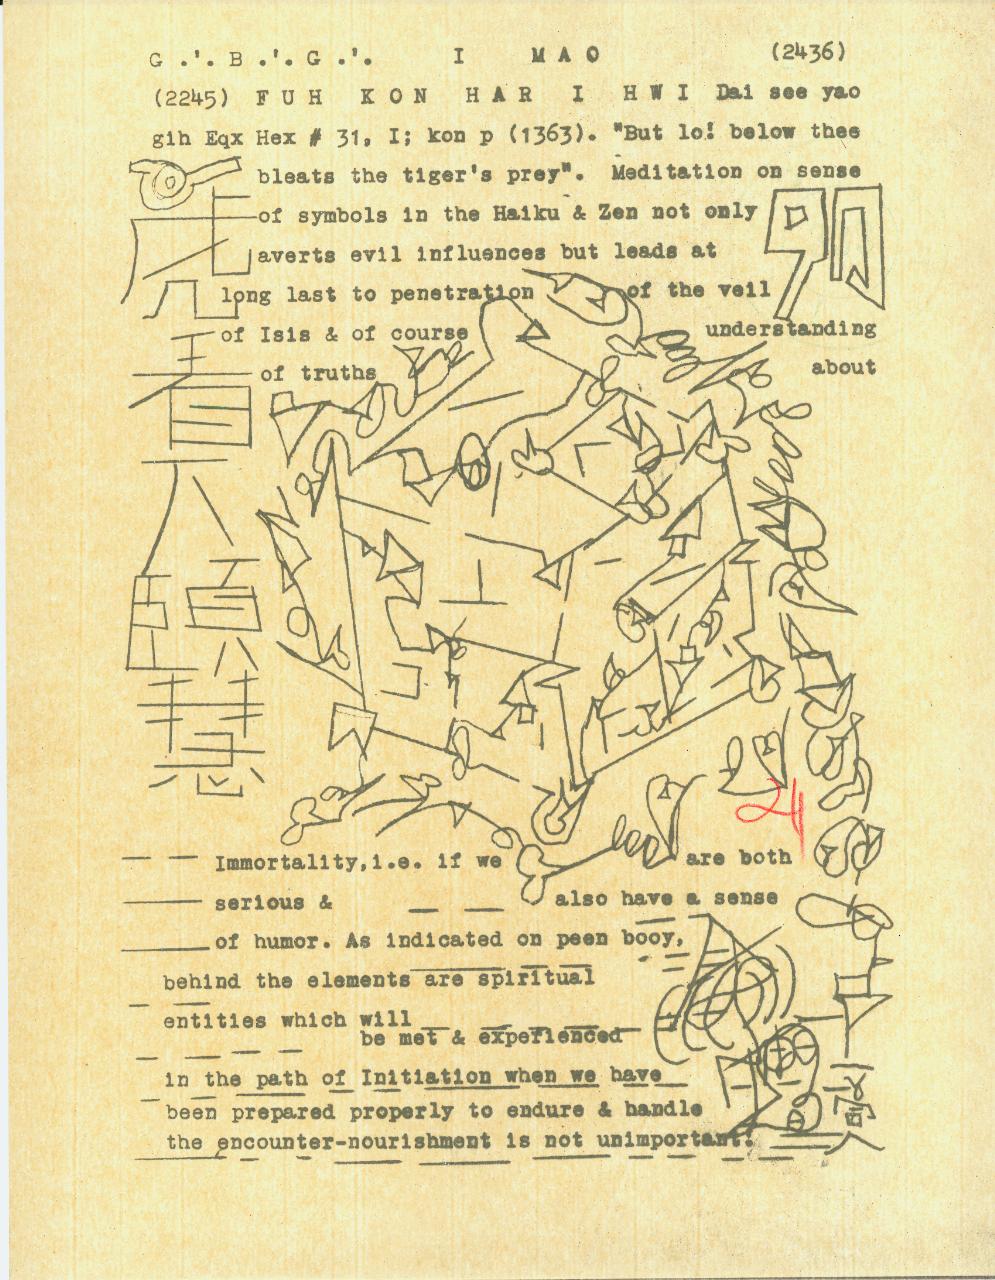 G .'. B .'. G .'. I MAO (2436)
(2245) FUH KON HAR I HWI Dai see yao
gih Eqx Hex # 31, I; kon p (1363). "But lo! below thee
bleats the tiger's prey". Meditation on sense
of symbols in the Haiku & Zen not only
averts evil influences but leads at
long last to penetration of the veil
of Isis & of course understanding
of truths about
24
Immortality,i.e. if we are both
serious & also have a sense
of humor. As indicated on peen booy,
behind the elements are spiritual
entities which will
be met & experienced
in the path of Initiation when we have
been prepared properly to endure & handle
the encounter-nourishment is not unimportant!